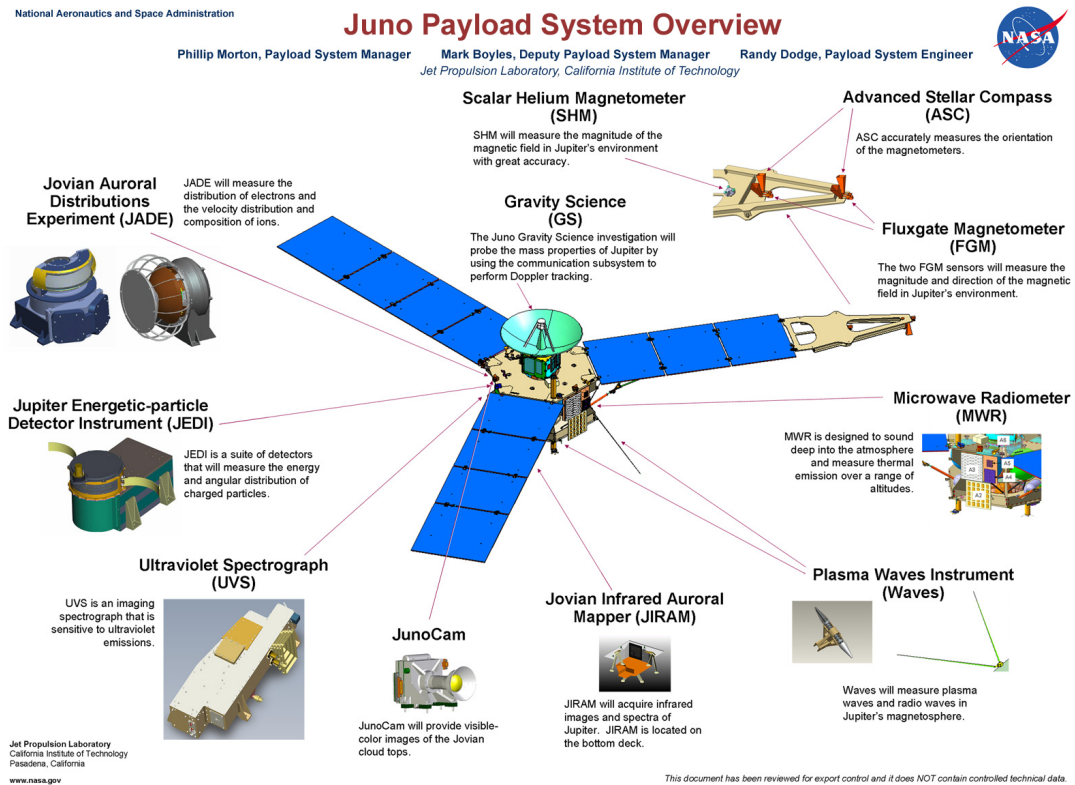 National Aeronautics and Space Administration
Juno Payload System Overview
NASA
Phillip Morton, Payload System Manager Mark Boyles, Deputy Payload System Manager Randy Dodge, Payload System Engineer
Jet Propulsion Laboratory, California Institute of Technology
Scalar Helium Magnetometer
(SHM)
SHM will measure the magnitude of the
magnetic field in Jupiter's environment
with great accuracy.
Advanced Stellar Compass
(ASC)
ASC accurately measures the orientation
of the magnetometers.
Jovian Auroral
Distributions
Experiment (JADE)
JADE will measure the
distribution of electrons and
the velocity distribution and
composition of ions.
Gravity Science
(GS)
The Juno Gravity Science investigation will
probe the mass properties of Jupiter by
using the communication subsystem to
perform Doppler tracking.
Fluxgate Magnetometer
(FGM)
The two FGM sensors will measure the
magnitude and direction of the magnetic
field in Jupiter's environment.
Jupiter Energetic-particle
Detector Instrument (JEDI)
JEDI is a suite of detectors
that will measure the energy
and angular distribution of
charged particles.
Microwave Radiometer
(MWR)
MWR is designed to sound
deep into the atmosphere
and measure thermal
emission over a range of
altitudes.
A6
A3
A5
A4
A2
Ultraviolet Spectrograph
(UVS)
UVS is an imaging
spectrograph that is
sensitive to ultraviolet
emissions.
JunoCam
JunoCam will provide visible-
color images of the Jovian
cloud tops.
Jovian Infrared Auroral
Mapper (JIRAM)
JIRAM will acquire infrared
images and spectra of
Jupiter. JIRAM is located on
the bottom deck.
Plasma Waves Instrument
(Waves)
Waves will measure plasma
waves and radio waves in
Jupiter's magnetosphere.
Jet Propulsion Laboratory
California Institute of Technology
Pasadena, California
www.nasa.gov
This document has been reviewed for export control and it does NOT contain controlled technical data.